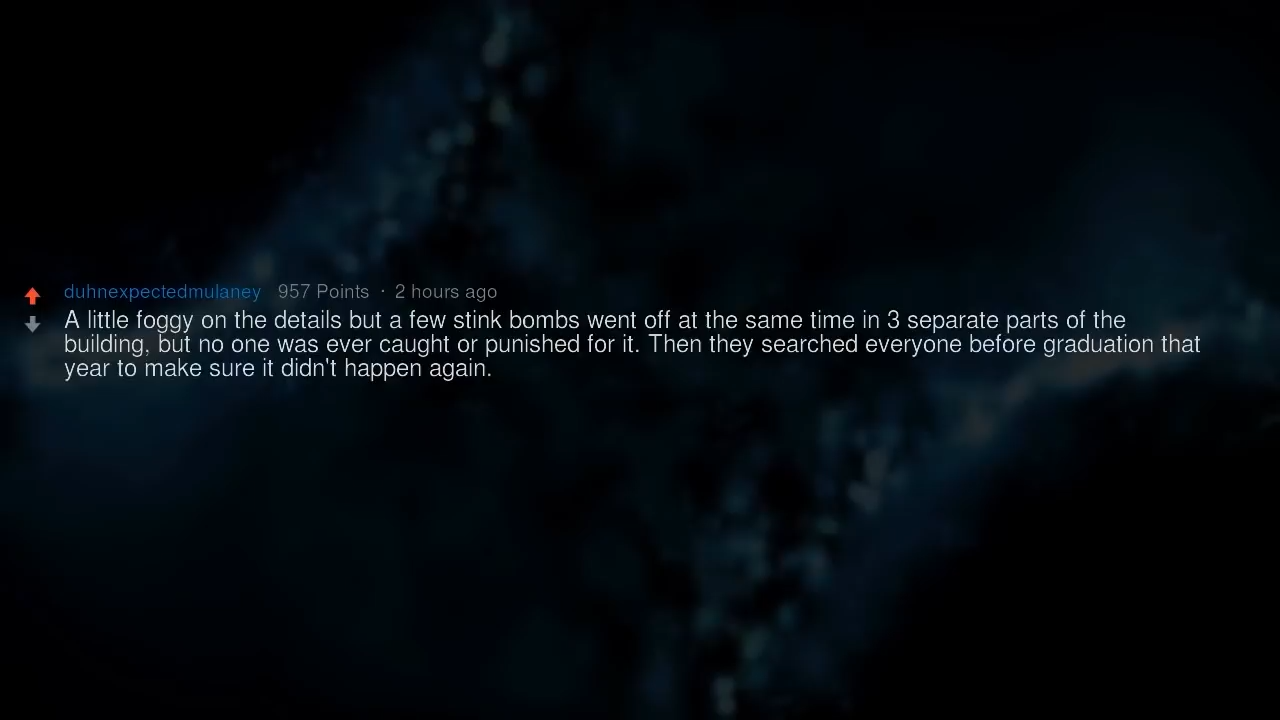 duhnexpectedmulaney 957 Points · 2 hours ago
A little foggy on the details but a few stink bombs went off at the same time in 3 separate parts of the
building, but no one was ever caught or punished for it. Then they searched everyone before graduation that
year to make sure it didn't happen again.